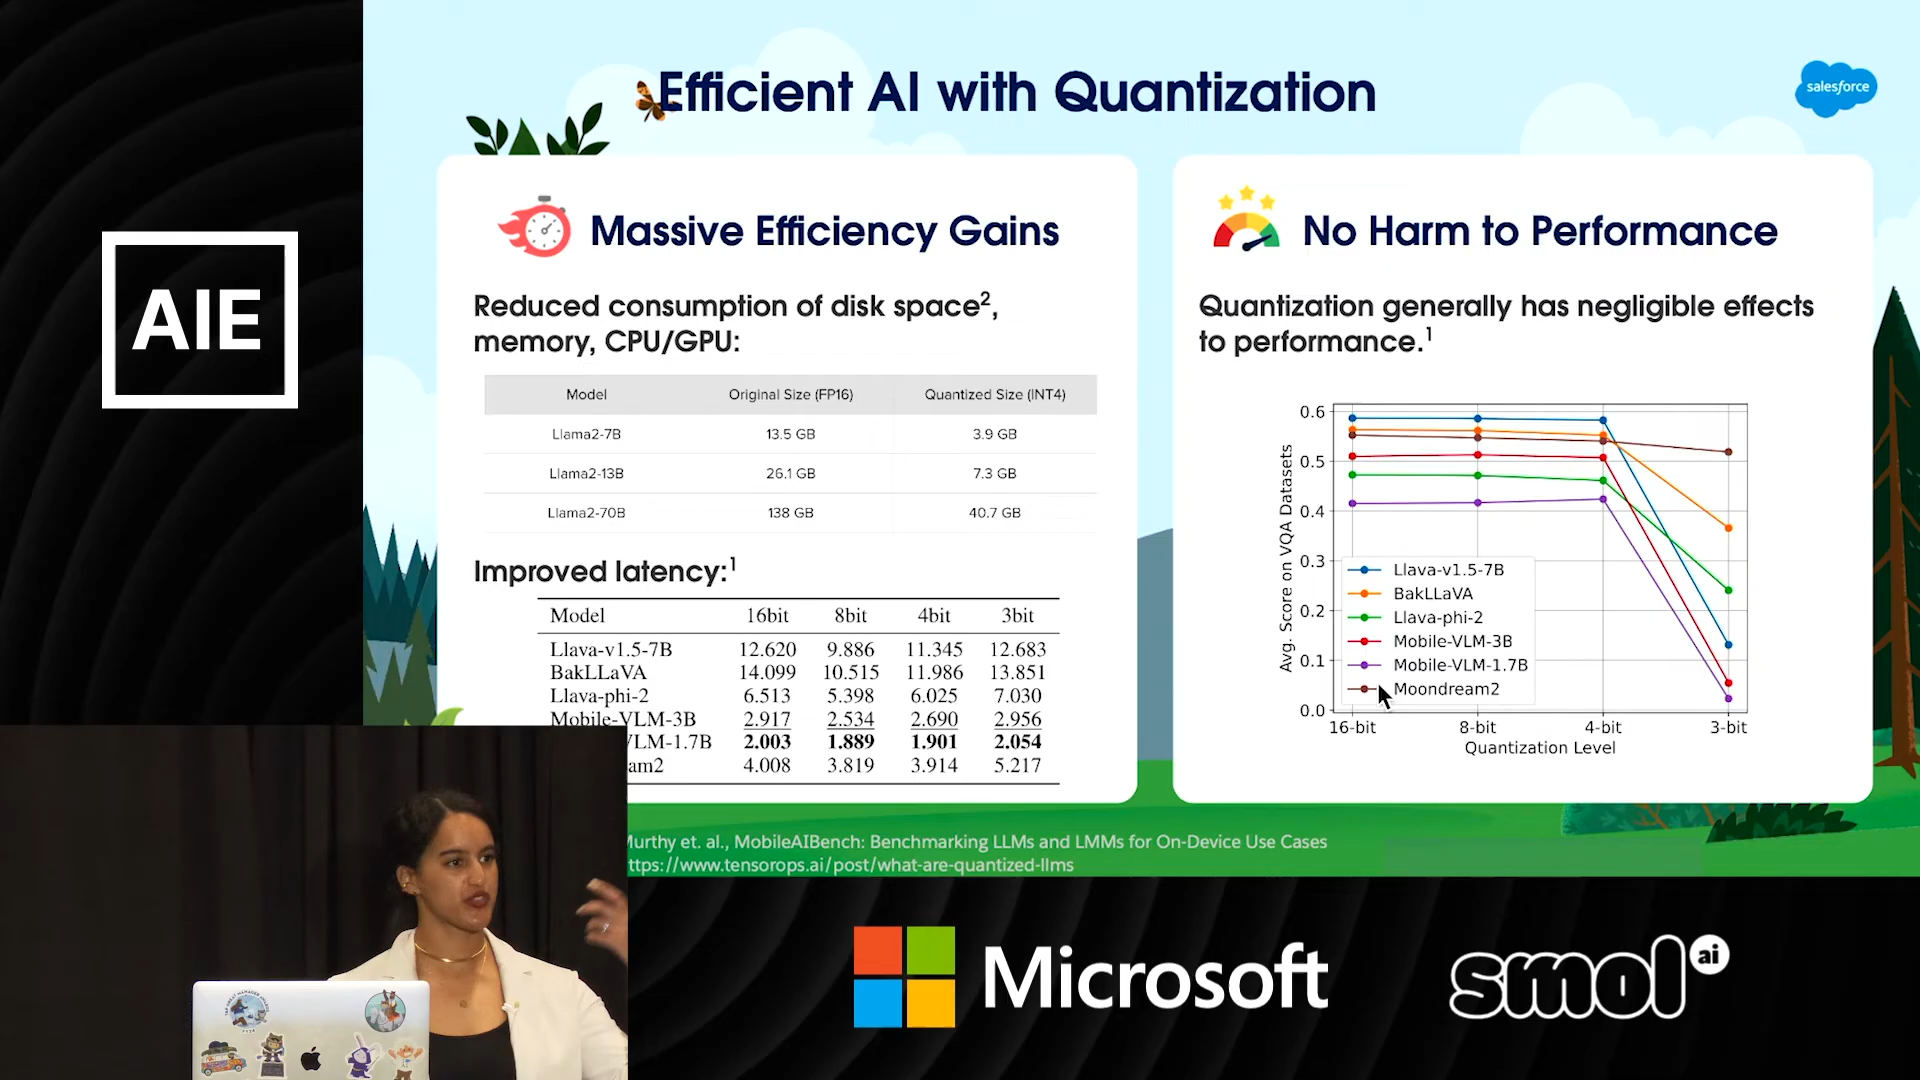 Efficient AI with Quantization
salesforce
AIE
Massive Efficiency Gains
Reduced consumption of disk space²,
memory, CPU/GPU:
Model Original Size (FP16) Quantized Size (INT4)
Llama2-7B 13.5 GB 3.9 GB
Llama2-13B 26.1 GB 7.3 GB
Llama2-70B 138 GB 40.7 GB
Improved latency:¹
Model 16bit 8bit 4bit 3bit
Llava-v1.5-7B 12.620 9.886 11.345 12.683
BakLLaVA 14.099 10.515 11.986 13.851
Llava-phi-2 6.513 5.398 6.025 7.030
Mobile-VLM-3B 2.917 2.534 2.690 2.956
VLM-1.7B 2.003 1.889 1.901 2.054
am2 4.008 3.819 3.914 5.217
No Harm to Performance
Quantization generally has negligible effects
to performance.¹
Avg. Score on VQA Datasets
0.6
0.5
0.4
0.3
0.2
0.1
0.0
Llava-v1.5-7B
BakLLaVA
Llava-phi-2
Mobile-VLM-3B
Mobile-VLM-1.7B
Moondream2
16-bit 8-bit 4-bit 3-bit
Quantization Level
urthy et. al., MobileAIBench: Benchmarking LLMs and LMMs for On-Device Use Cases
ttps://www.tensorops.ai/post/what-are-quantized-llms
Microsoft
smol ai